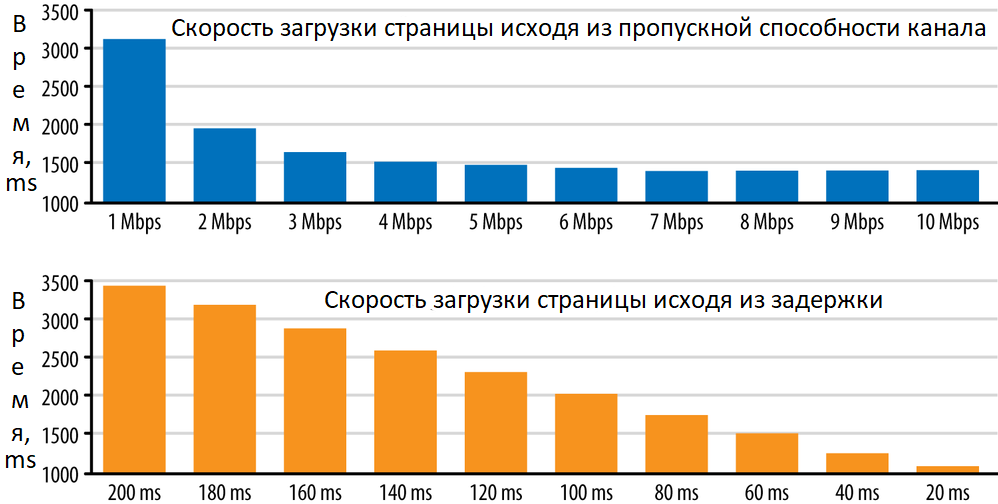 Скорость загрузки страницы исходя из пропускной способности канала
Время, ms
3500
3000
2500
2000
1500
1000
1 Mbps 2 Mbps 3 Mbps 4 Mbps 5 Mbps 6 Mbps 7 Mbps 8 Mbps 9 Mbps 10 Mbps
Скорость загрузки страницы исходя из задержки
Время, ms
3500
3000
2500
2000
1500
1000
200 ms 180 ms 160 ms 140 ms 120 ms 100 ms 80 ms 60 ms 40 ms 20 ms